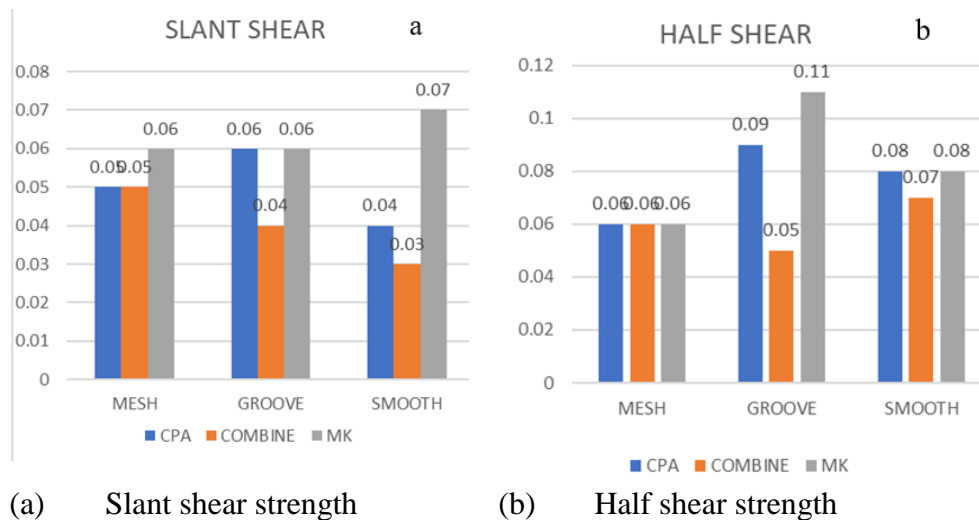 SLANT SHEAR a
0.08
0.07
0.06
0.05
0.04
0.03
0.02
0.01
0
0.05 0.05 0.06
0.06 0.04 0.06
0.04 0.03 0.07
MESH GROOVE SMOOTH
CPA COMBINE MK
HALF SHEAR b
0.12
0.1
0.08
0.06
0.04
0.02
0
0.06 0.06 0.06
0.09 0.05 0.11
0.08 0.07 0.08
MESH GROOVE SMOOTH
CPA COMBINE MK
(a) Slant shear strength (b) Half shear strength